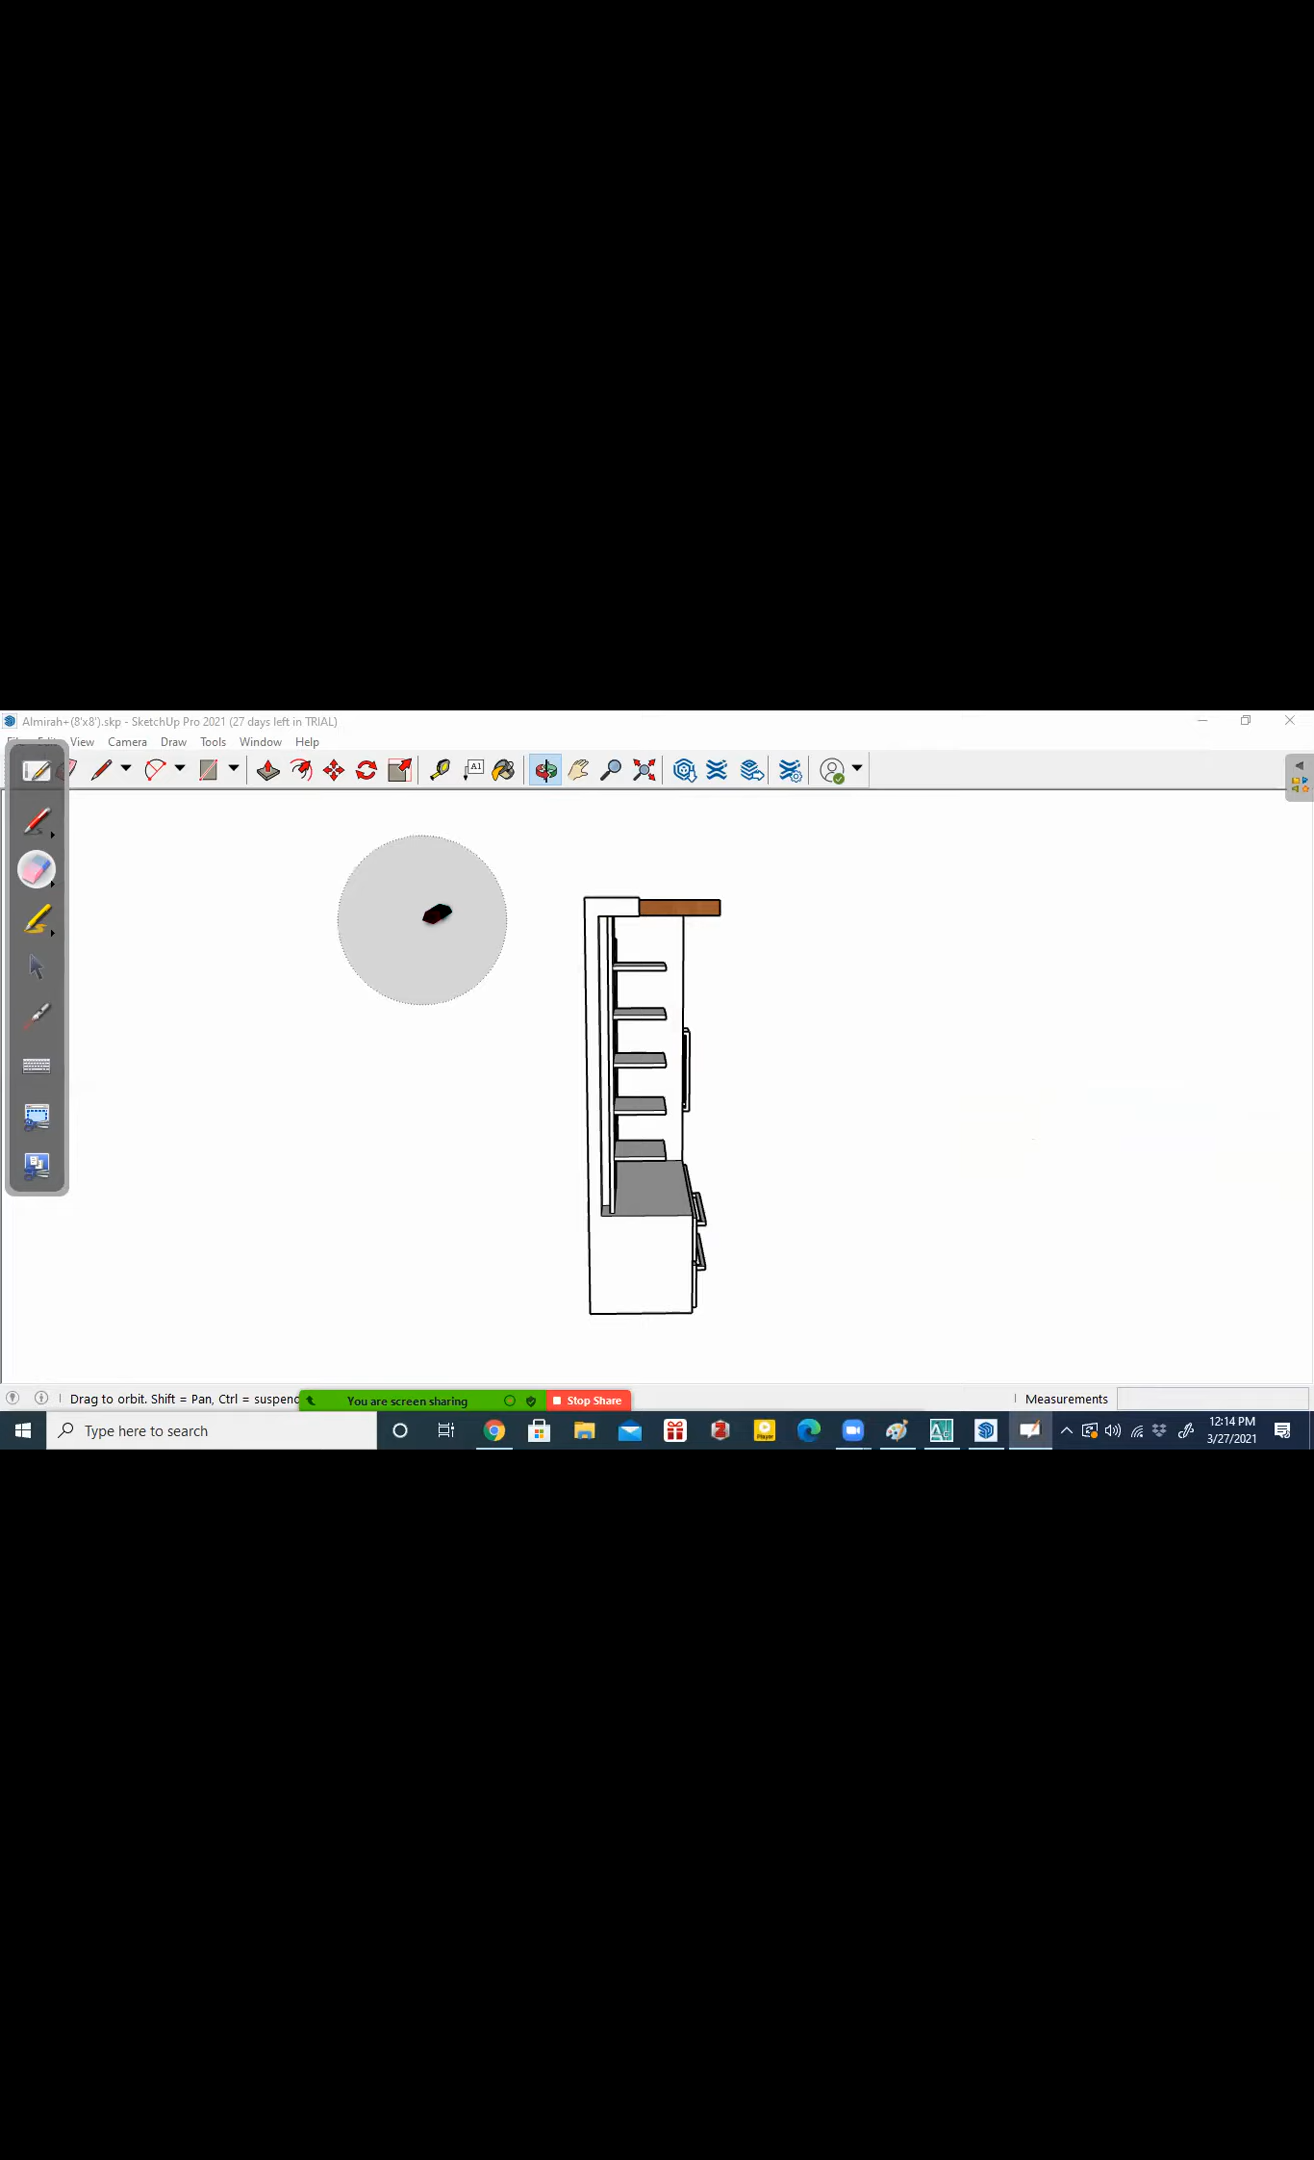 Almirah+(8'x8').skp - SketchUp Pro 2021 (27 days left in TRIAL)
View Camera Draw Tools Window Help
A1
Drag to orbit. Shift = Pan, Ctrl = suspend
You are screen sharing
Stop Share
Measurements
Type here to search
Player
12:14 PM
3/27/2021